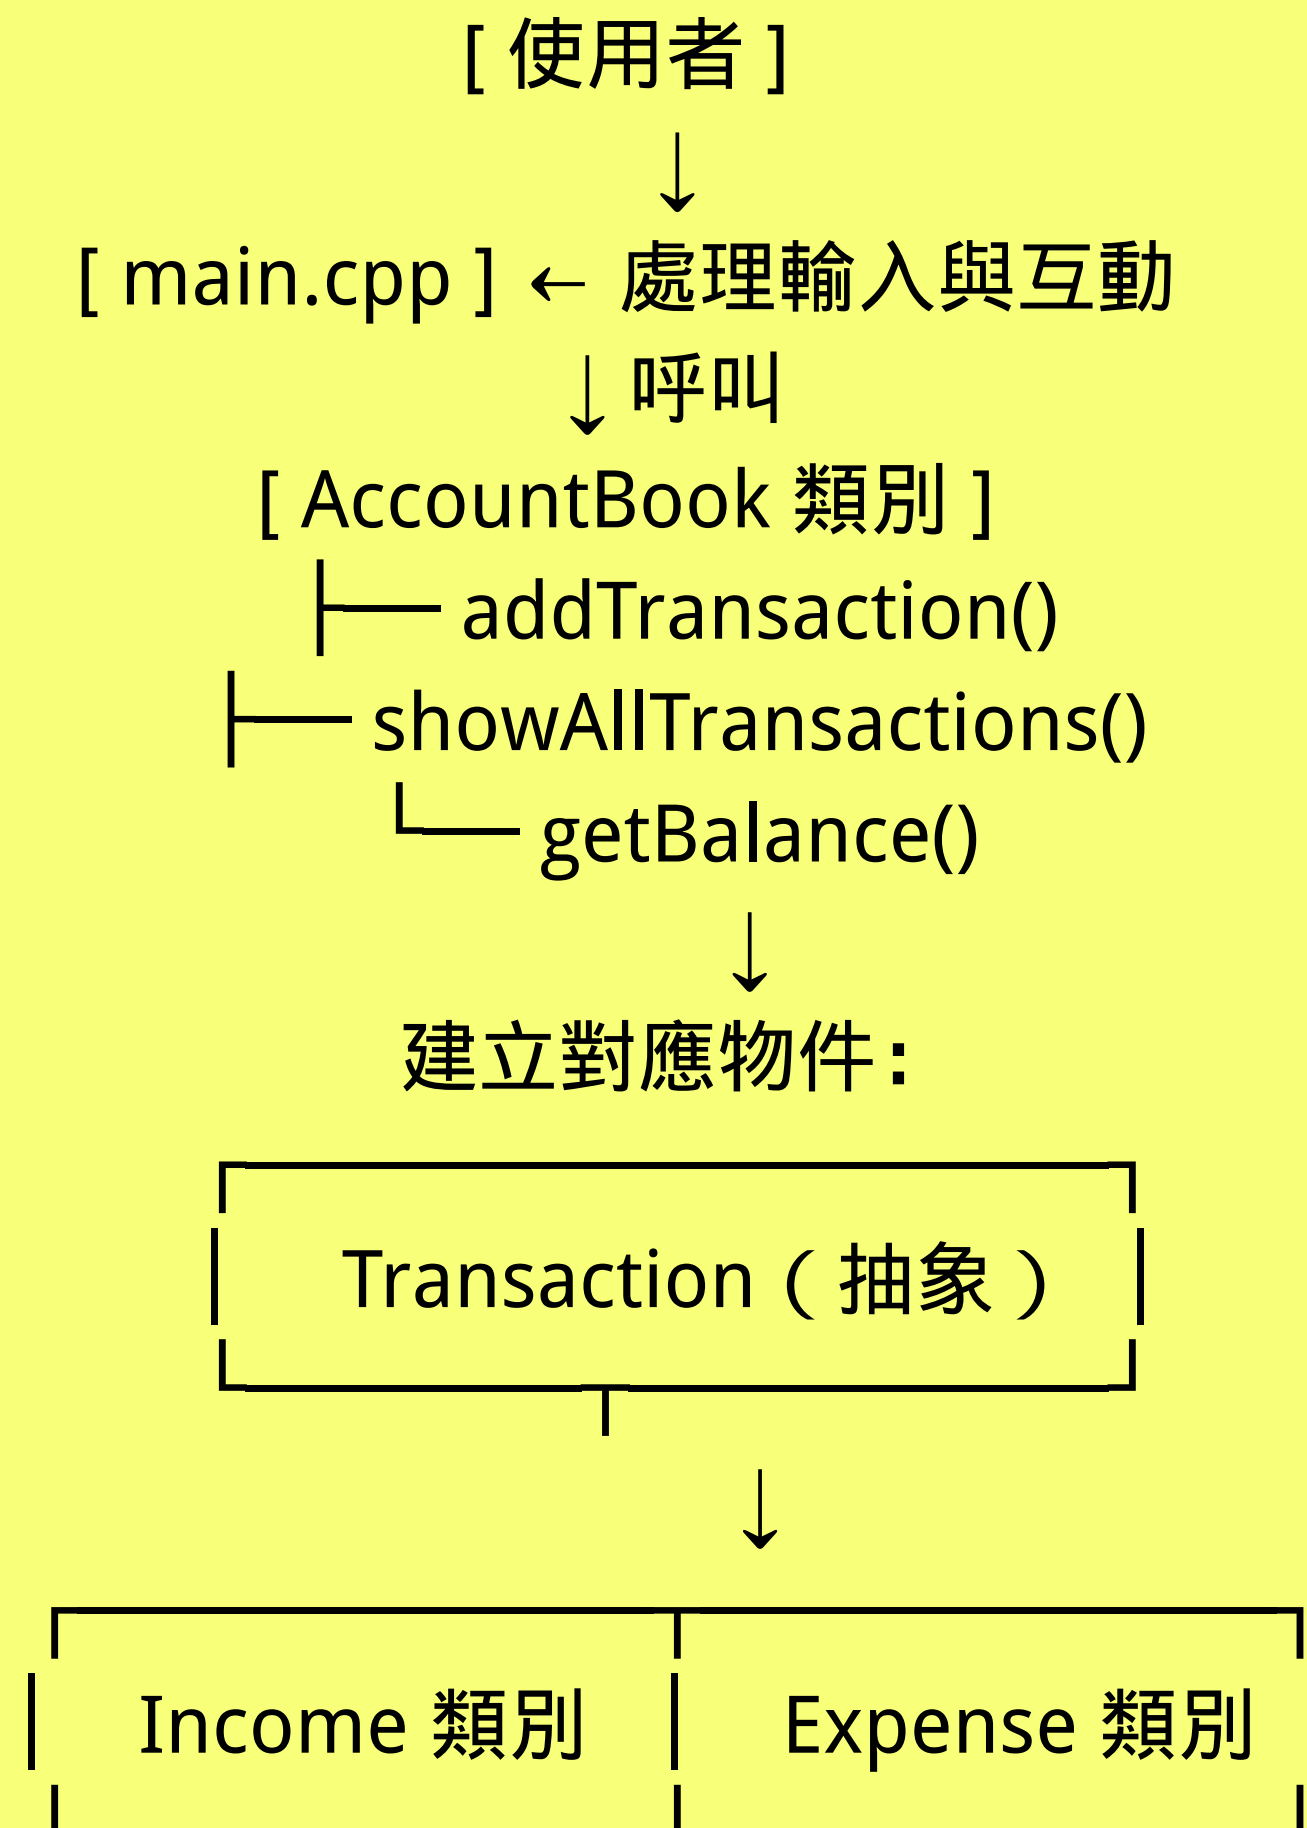 [ 使用者 ]
↓
[ main.cpp ] ← 處理輸入與互動
↓ 呼叫
[ AccountBook 類別 ]
├── addTransaction()
├── showAllTransactions()
└── getBalance()
↓
建立對應物件：
Transaction（抽象）
↓
Income 類別 │ Expense 類別